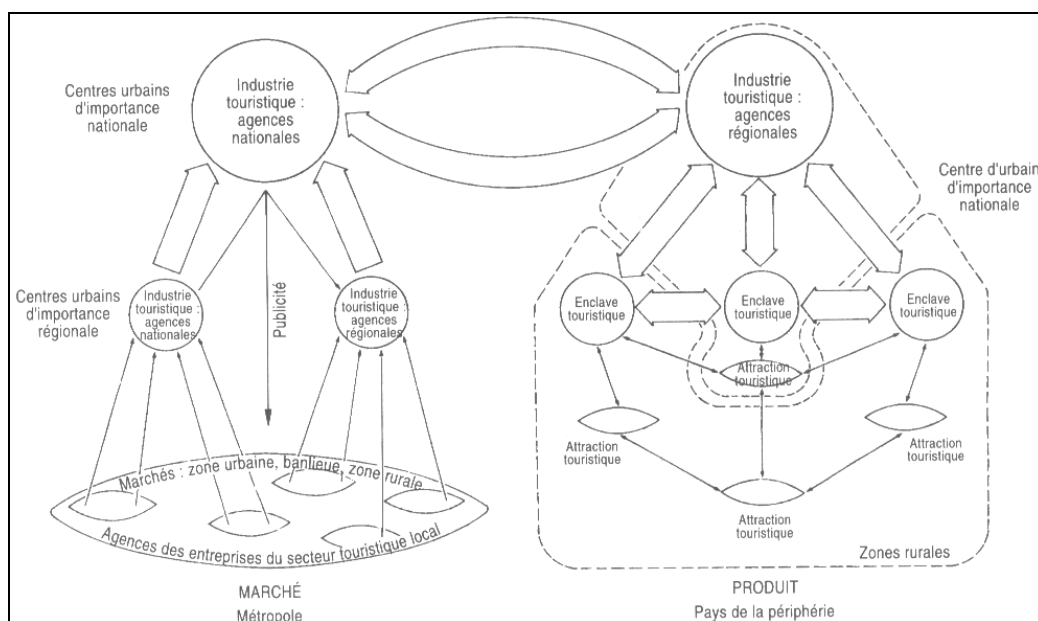 Centres urbains
d'importance
nationale
Industrie
touristique :
agences
nationales
Industrie
touristique :
agences
régionales
Centre d'urbain
d'importance
nationale
Centres urbains
d'importance
régionale
Industrie
touristique :
agences
nationales
Publicité
Industrie
touristique :
agences
régionales
Enclave
touristique
Enclave
touristique
Enclave
touristique
Attraction
touristique
Attraction
touristique
Attraction
touristique
Attraction
touristique
Marchés : zone urbaine, banlieue, zone rurale
Agences des entreprises du secteur touristique local
Zones rurales
MARCHÉ
Métropole
PRODUIT
Pays de la périphérie